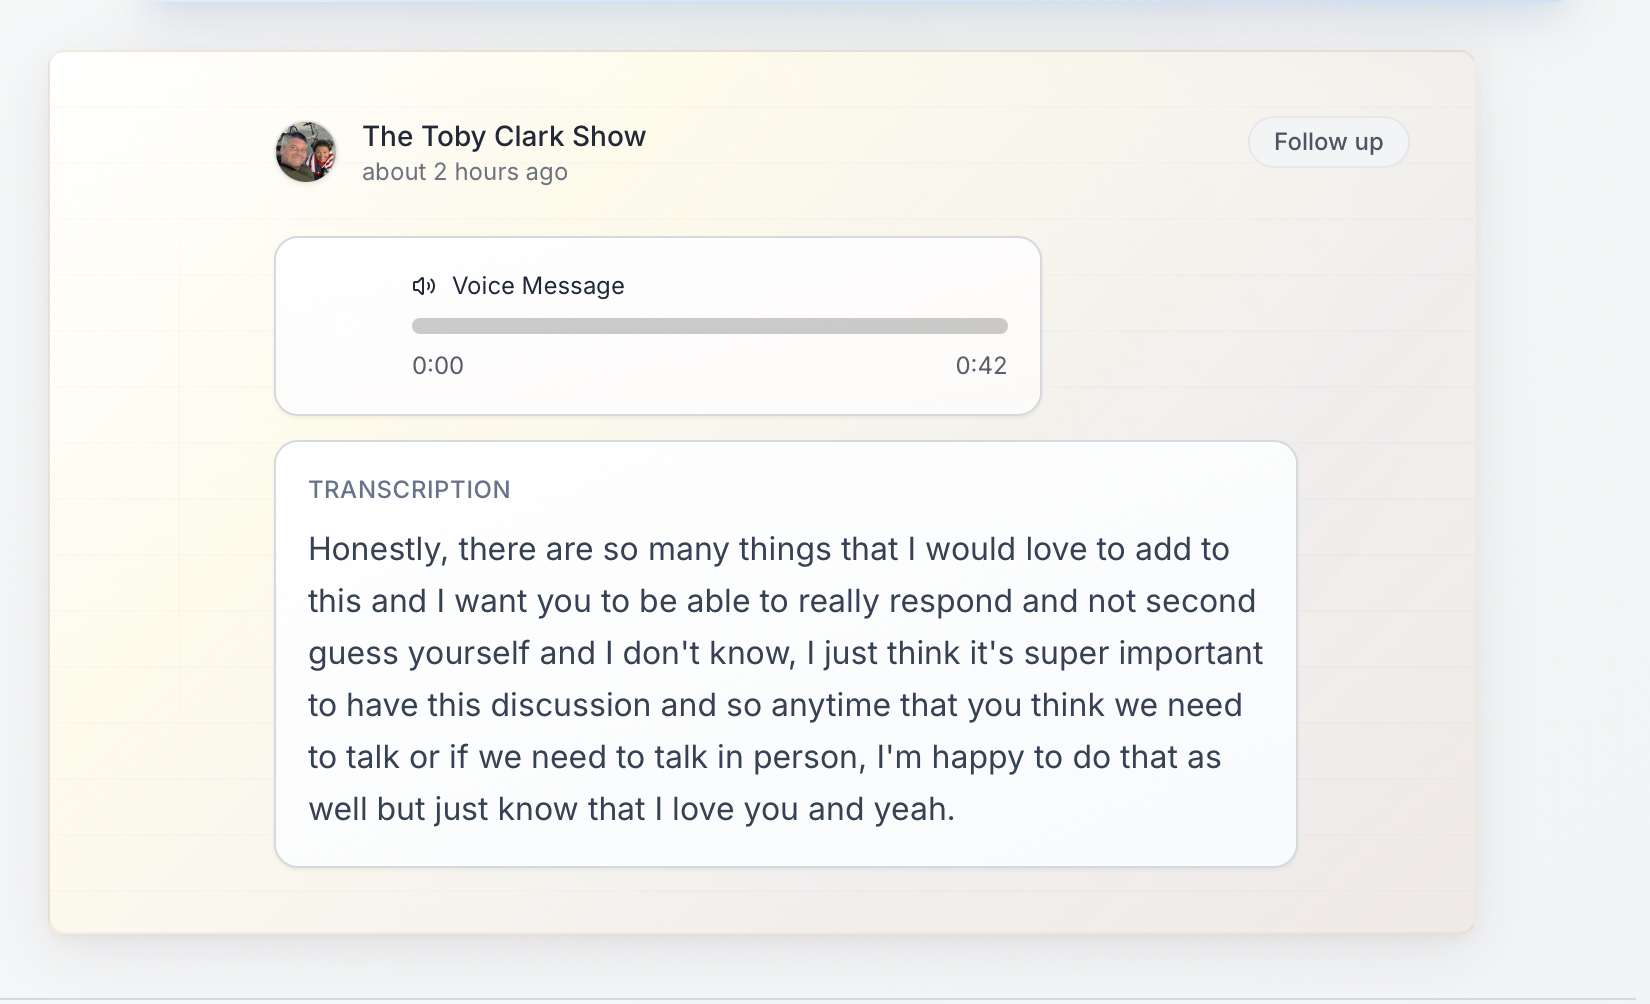 The Toby Clark Show
about 2 hours ago
Follow up
Voice Message
0:00
0:42
TRANSCRIPTION
Honestly, there are so many things that I would love to add to
this and I want you to be able to really respond and not second
guess yourself and I don't know, I just think it's super important
to have this discussion and so anytime that you think we need
to talk or if we need to talk in person, I'm happy to do that as
well but just know that I love you and yeah.